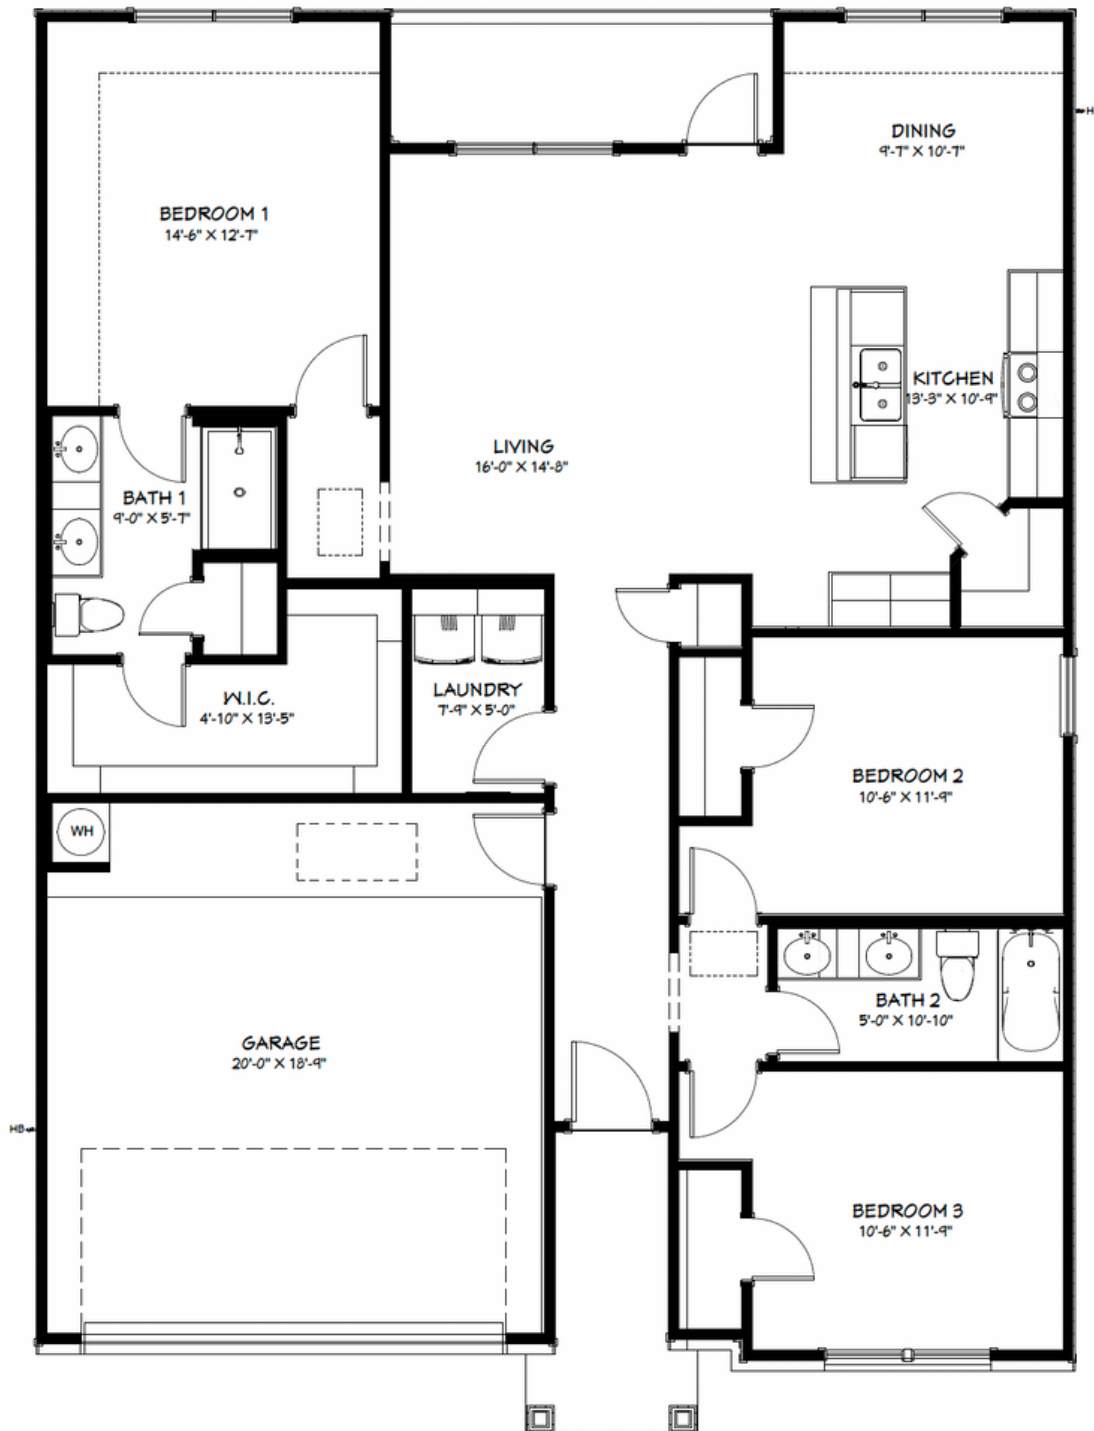 H
DINING
9'-7" X 10'-7"
BEDROOM 1
14'-6" X 12'-7"
KITCHEN
13'-3" X 10'-9"
LIVING
16'-0" X 14'-8"
BATH 1
9'-0" X 5'-7"
W.I.C.
4'-10" X 13'-5"
LAUNDRY
7'-9" X 5'-0"
BEDROOM 2
10'-6" X 11'-9"
WH
BATH 2
5'-0" X 10'-10"
GARAGE
20'-0" X 18'-9"
HB
BEDROOM 3
10'-6" X 11'-9"